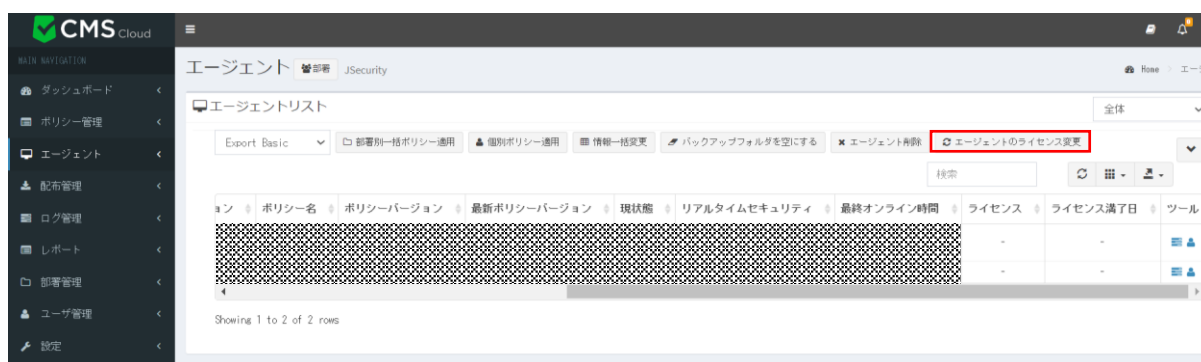 CMS Cloud
MAIN NAVIGATION
ダッシュボード
ポリシー管理
エージェント
配布管理
ログ管理
レポート
部署管理
ユーザ管理
設定
エージェント 部署 JSecurity
Home > エージ
エージェントリスト
全体
Export Basic 部署別一括ポリシー適用 個別ポリシー適用 情報一括変更 バックアップフォルダを空にする エージェント削除 エージェントのライセンス変更
検索
ョン ポリシー名 ポリシーバージョン 最新ポリシーバージョン 現状態 リアルタイムセキュリティ 最終オンライン時間 ライセンス ライセンス満了日 ツール
- -
- -
Showing 1 to 2 of 2 rows